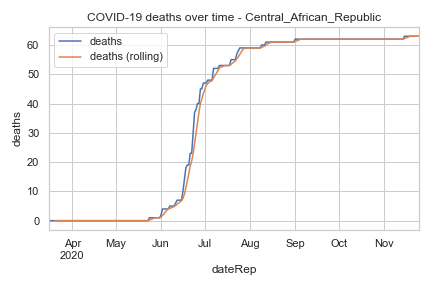 COVID-19 deaths over time - Central_African_Republic
deaths
deaths (rolling)
deaths
60
50
40
30
20
10
0
Apr
2020
May
Jun
Jul
Aug
Sep
Oct
Nov
dateRep